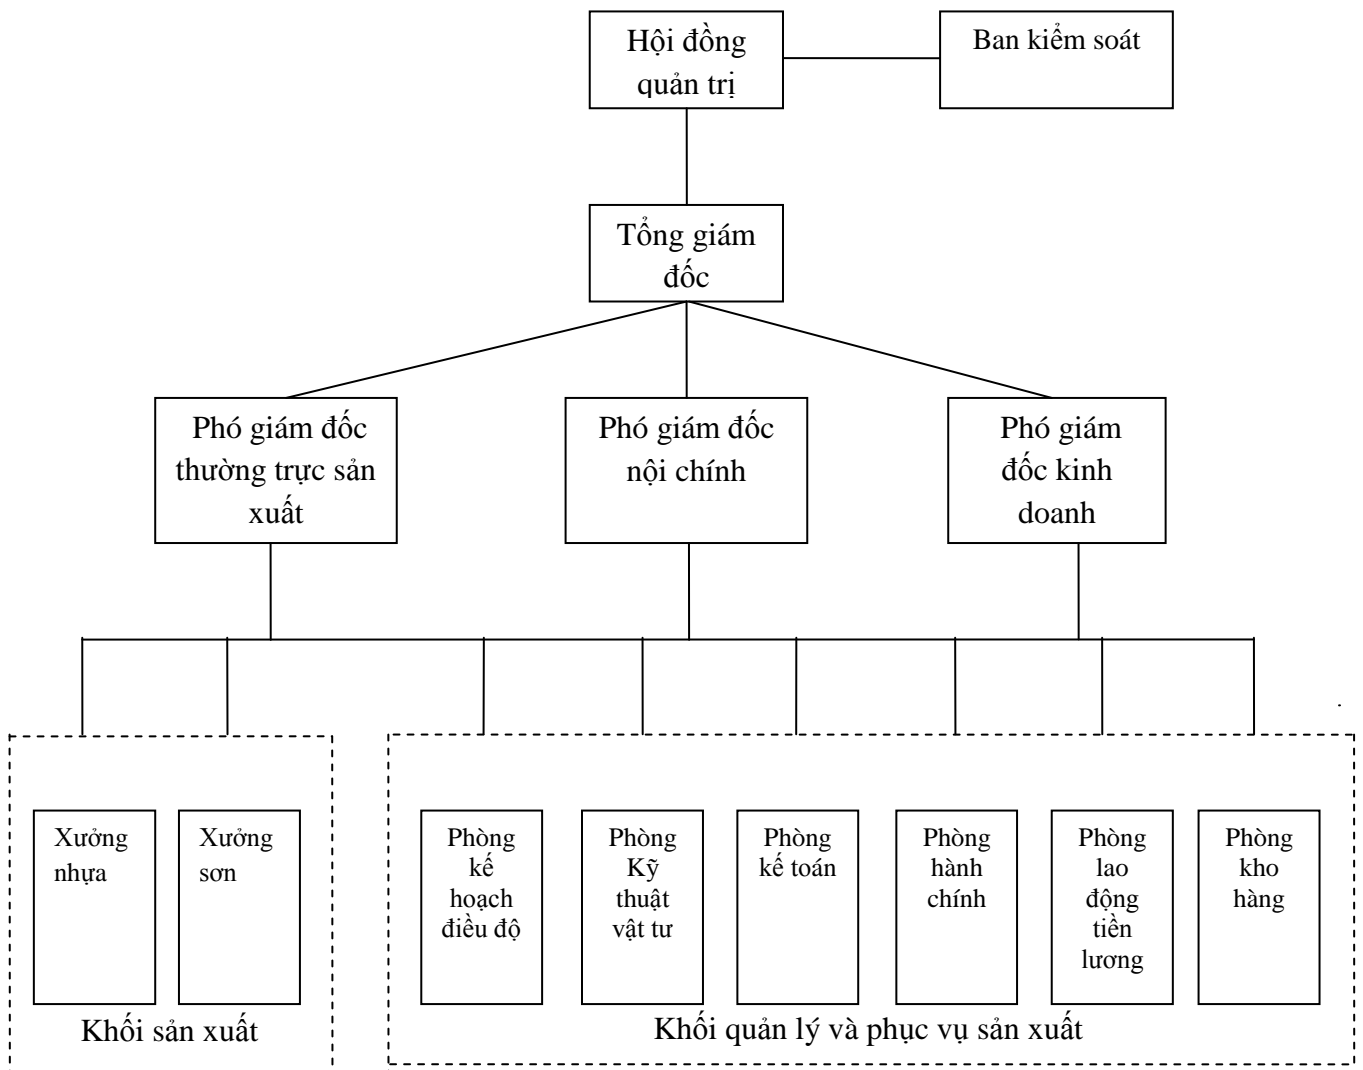 Hội đồng
quản trị
Ban kiểm soát
Tổng giám
đốc
Phó giám đốc
thường trực sản
xuất
Phó giám đốc
nội chính
Phó giám
đốc kinh
doanh
Xưởng
nhựa
Xưởng
sơn
Phòng
kế
hoạch
điều độ
Phòng
Kỹ
thuật
vật tư
Phòng
kế toán
Phòng
hành
chính
Phòng
lao
động
tiền
lương
Phòng
kho
hàng
Khối sản xuất
Khối quản lý và phục vụ sản xuất